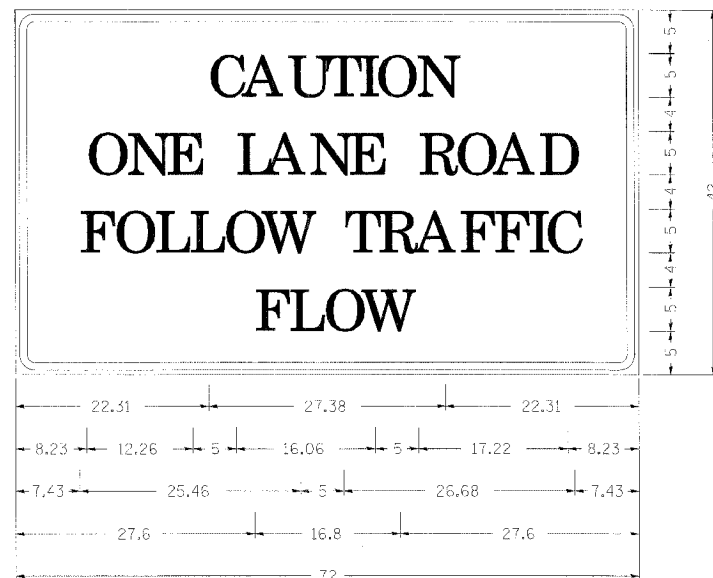 CAUTION
ONE LANE ROAD
FOLLOW TRAFFIC
FLOW
5
5
4
5
4
5
4
5
5
42
22.31 27.38 22.31
8.23 12.26 5 16.06 5 17.22 8.23
7.43 25.46 5 26.68 7.43
27.6 16.8 27.6
72